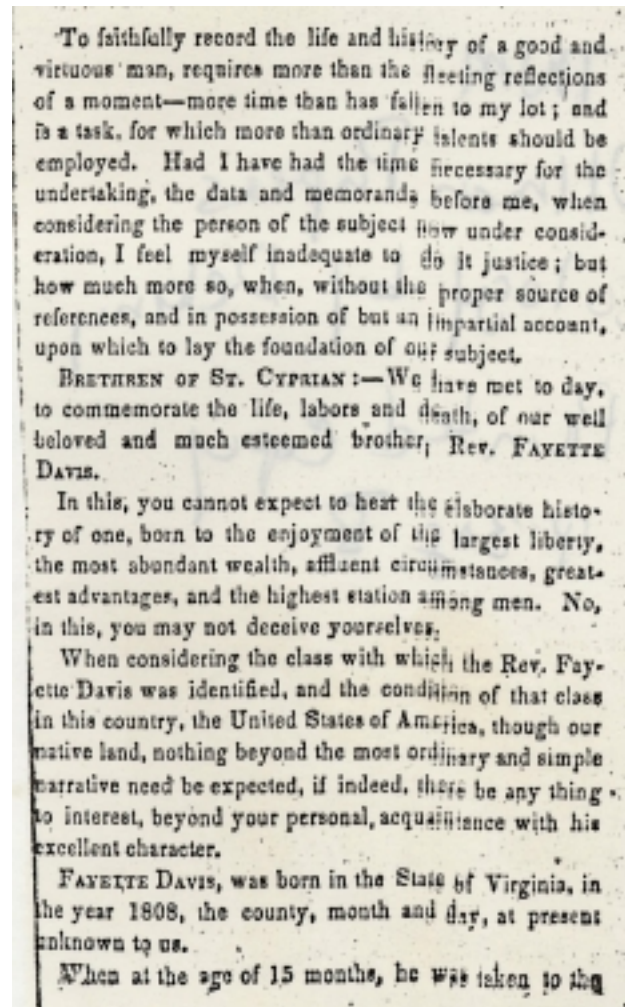 To faithfully record the life and history of a good and
virtuous man, requires more than the fleeting reflections
of a moment—more time than has fallen to my lot; and
is a task, for which more than ordinary talents should be
employed. Had I have had the time necessary for the
undertaking, the data and memoranda before me, when
considering the person of the subject now under consid-
eration, I feel myself inadequate to do it justice; but
how much more so, when, without the proper source of
references, and in possession of but an impartial account,
upon which to lay the foundation of our subject.
BRETHREN OF ST. CYPRIAN:—We have met to day,
to commemorate the life, labors and death, of our well
beloved and much esteemed brother, REV. FAYETTE
DAVIS.
In this, you cannot expect to hear the elaborate histo-
ry of one, born to the enjoyment of the largest liberty,
the most abundant wealth, affluent circumstances, great-
est advantages, and the highest station among men. No,
in this, you may not deceive yourselves.
When considering the class with which the Rev. Fay-
ette Davis was identified, and the condition of that class
in this country, the United States of America, though our
native land, nothing beyond the most ordinary and simple
narrative need be expected, if indeed, there be any thing
to interest, beyond your personal, acquaintance with his
excellent character.
FAYETTE DAVIS, was born in the State of Virginia, in
the year 1808, the county, month and day, at present
unknown to us.
When at the age of 15 months, he was taken to the